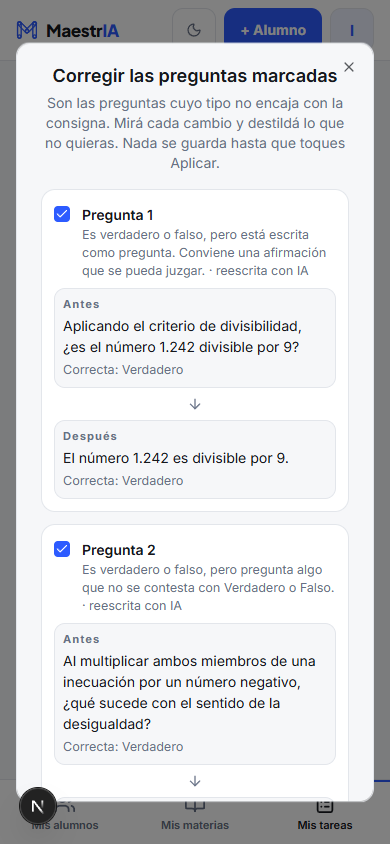 MaestrIA
+ Alumno
I
Corregir las preguntas marcadas
Son las preguntas cuyo tipo no encaja con la
consigna. Mirá cada cambio y destildá lo que
no quieras. Nada se guarda hasta que toques
Aplicar.
Pregunta 1
Es verdadero o falso, pero está escrita
como pregunta. Conviene una afirmación
que se pueda juzgar. · reescrita con IA
Antes
Aplicando el criterio de divisibilidad,
¿es el número 1.242 divisible por 9?
Correcta: Verdadero
Después
El número 1.242 es divisible por 9.
Correcta: Verdadero
Pregunta 2
Es verdadero o falso, pero pregunta algo
que no se contesta con Verdadero o Falso.
· reescrita con IA
Antes
Al multiplicar ambos miembros de una
inecuación por un número negativo,
¿qué sucede con el sentido de la
desigualdad?
Correcta: Verdadero
N
Mis alumnos
Mis materias
Mis tareas